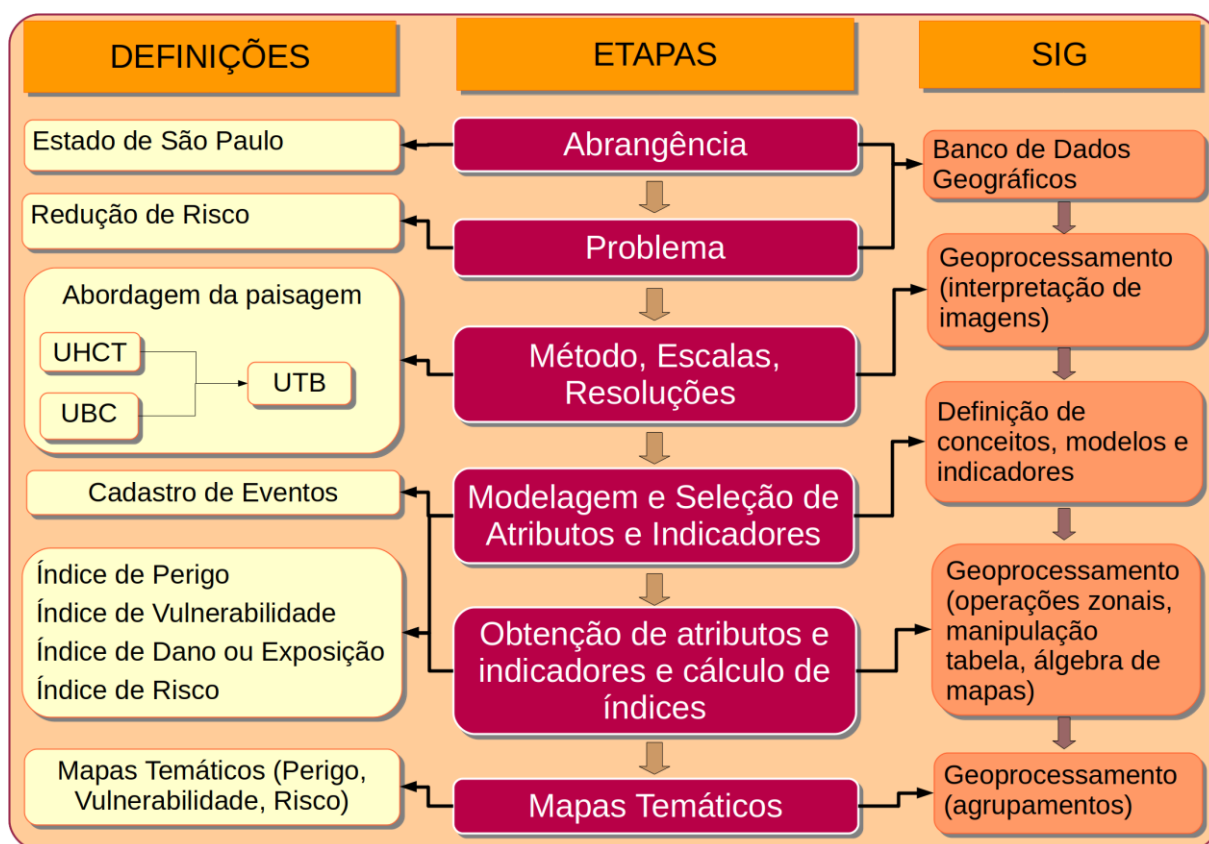 DEFINIÇÕES
ETAPAS
SIG
Estado de São Paulo
Abrangência
Banco de Dados
Geográficos
Redução de Risco
Problema
Geoprocessamento
(interpretação de
imagens)
Abordagem da paisagem
UHCT
UBC
UTB
Método, Escalas,
Resoluções
Definição de
conceitos, modelos e
indicadores
Cadastro de Eventos
Modelagem e Seleção de
Atributos e Indicadores
Índice de Perigo
Índice de Vulnerabilidade
Índice de Dano ou Exposição
Índice de Risco
Obtenção de atributos e
indicadores e cálculo de
índices
Geoprocessamento
(operações zonais,
manipulação
tabela, álgebra de
mapas)
Mapas Temáticos (Perigo,
Vulnerabilidade, Risco)
Mapas Temáticos
Geoprocessamento
(agrupamentos)